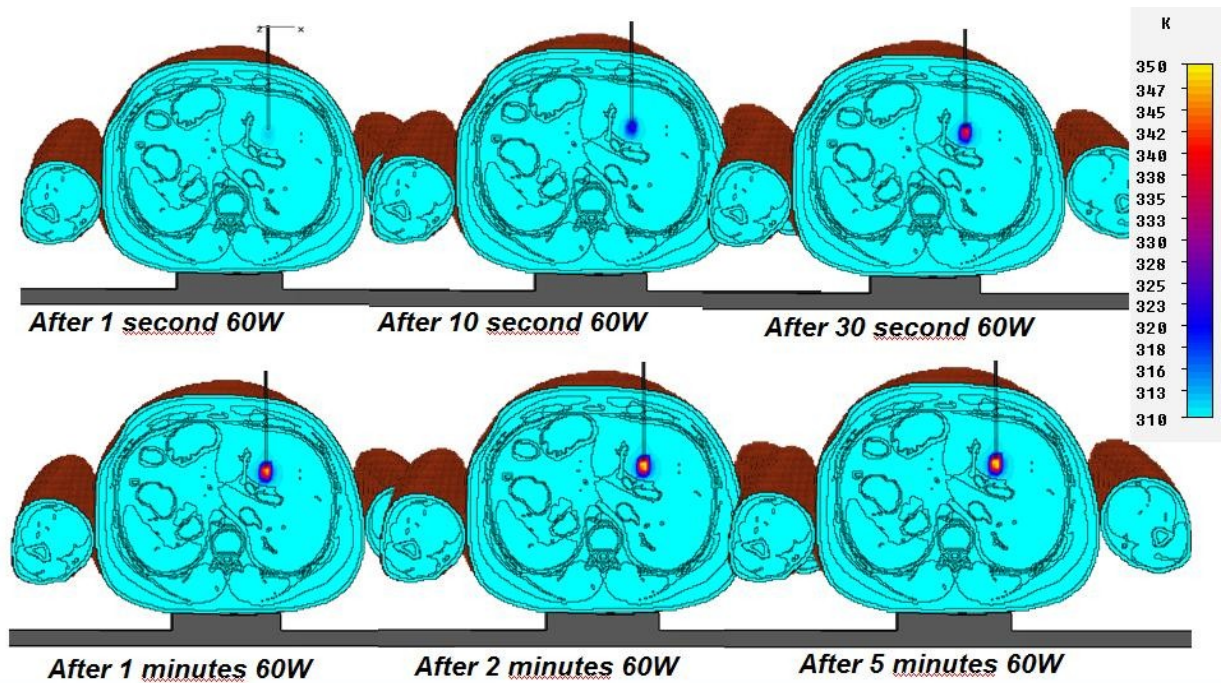 z x
K
350
347
345
342
340
338
335
333
330
328
325
323
320
318
316
313
310
After 1 second 60W
After 10 second 60W
After 30 second 60W
After 1 minutes 60W
After 2 minutes 60W
After 5 minutes 60W